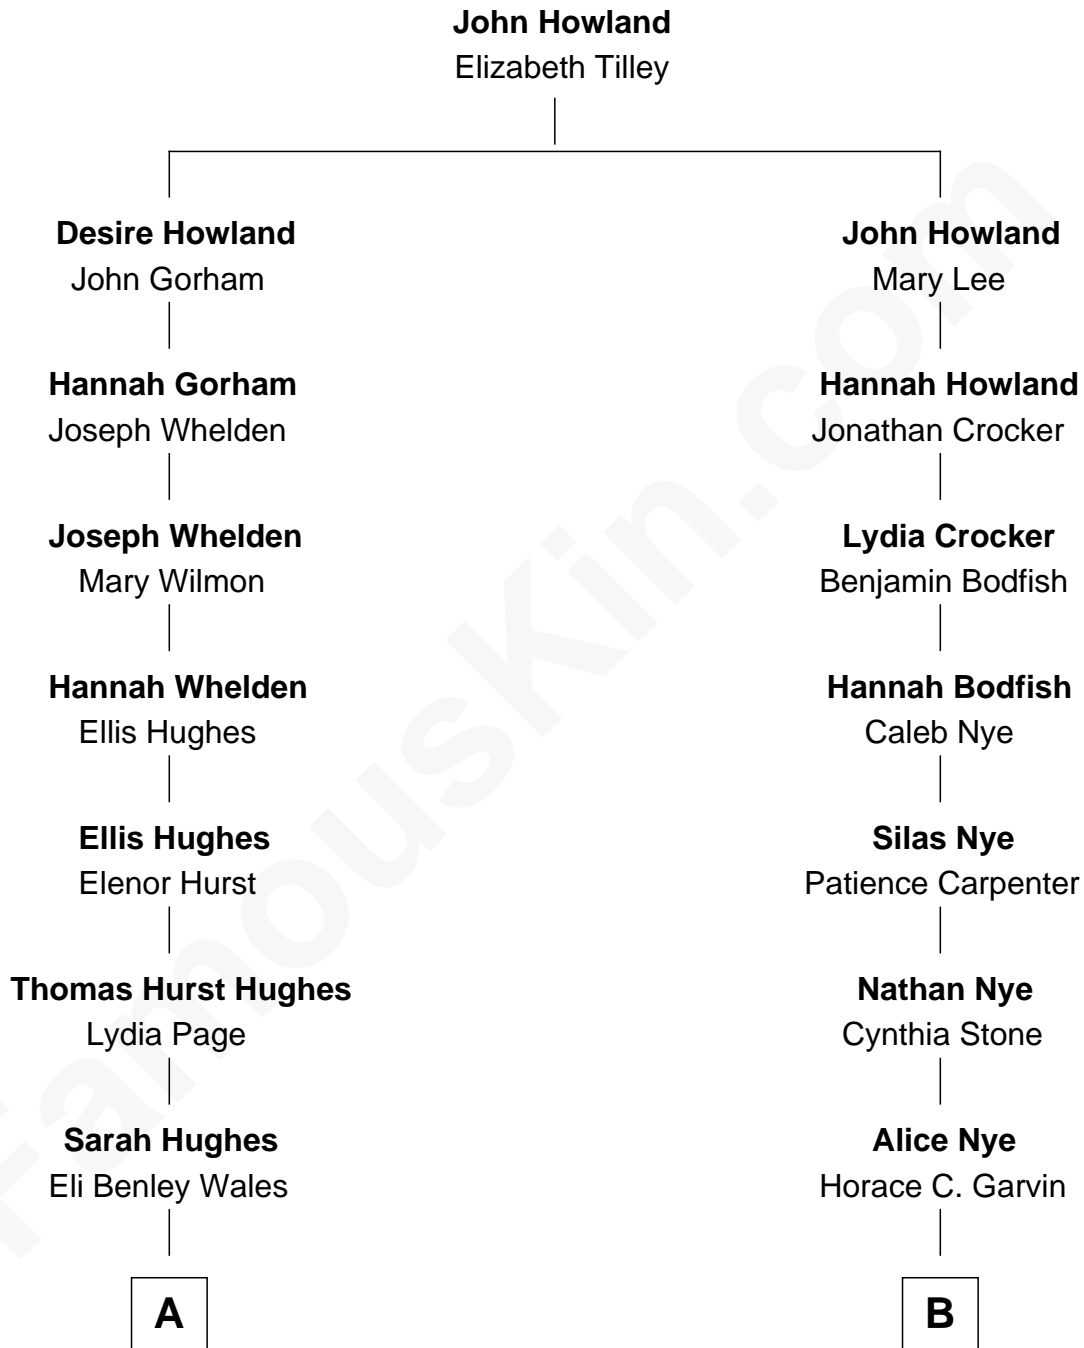 John Howland
Elizabeth Tilley
Desire Howland
John Gorham
John Howland
Mary Lee
Hannah Gorham
Joseph Whelden
Hannah Howland
Jonathan Crocker
Joseph Whelden
Mary Wilmon
Lydia Crocker
Benjamin Bodfish
Hannah Whelden
Ellis Hughes
Hannah Bodfish
Caleb Nye
Ellis Hughes
Elenor Hurst
Silas Nye
Patience Carpenter
Thomas Hurst Hughes
Lydia Page
Nathan Nye
Cynthia Stone
Sarah Hughes
Eli Benley Wales
Alice Nye
Horace C. Garvin
A
B
FamousKin.com